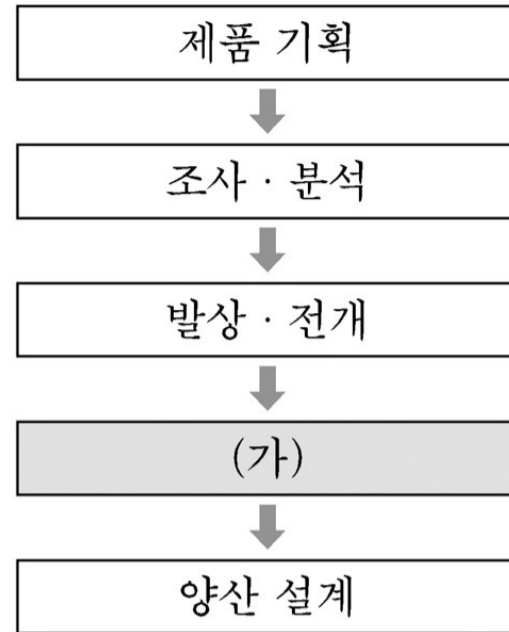 제품 기획
조사 · 분석
발상 · 전개
(가)
양산 설계